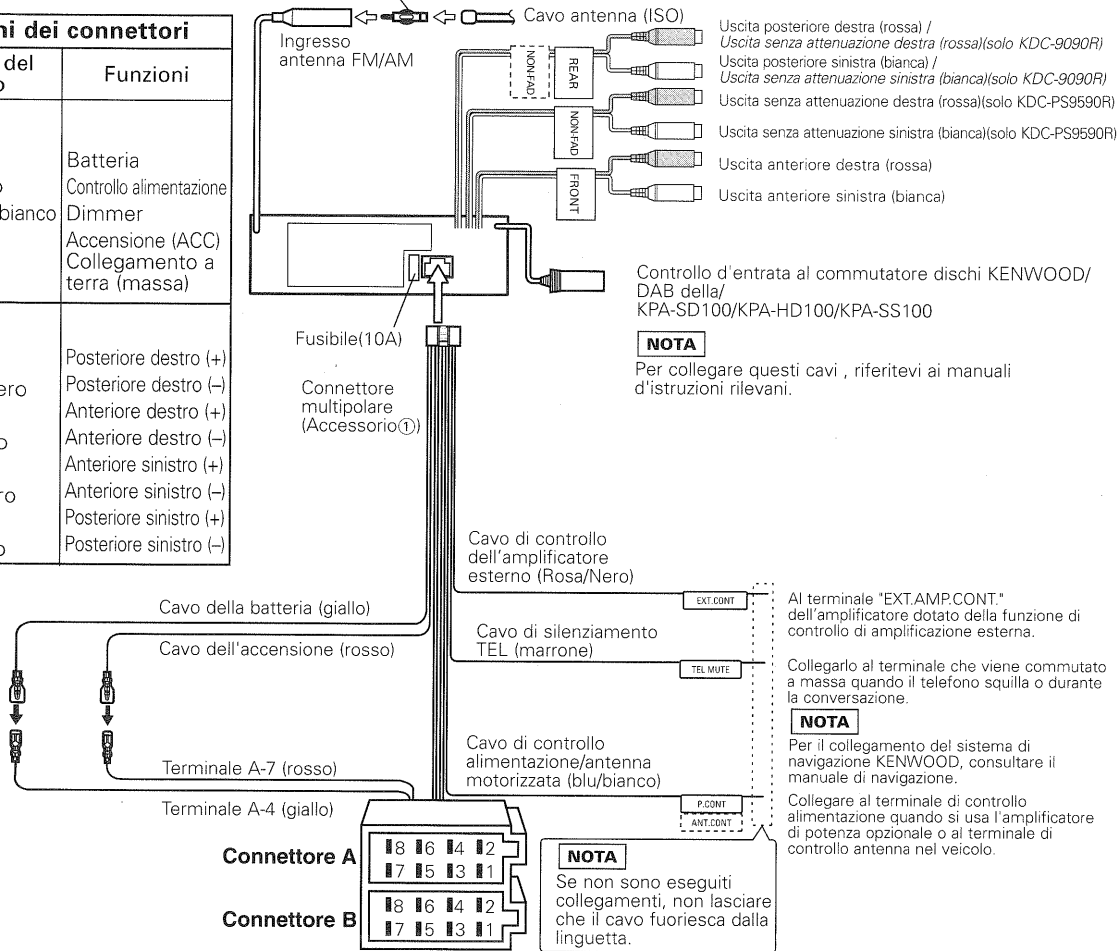 ni dei connettori
del
Funzioni
Batteria
Controllo alimentazione
bianco
Dimmer
Accensione (ACC)
Collegamento a
terra (massa)
Posteriore destro (+)
ero
Posteriore destro (–)
Anteriore destro (+)
o
Anteriore destro (–)
Anteriore sinistro (+)
ro
Anteriore sinistro (–)
Posteriore sinistro (+)
o
Posteriore sinistro (–)
Cavo antenna (ISO)
Ingresso
antenna FM/AM
NON-FAD
REAR
NON-FAD
FRONT
Uscita posteriore destra (rossa) /
Uscita senza attenuazione destra (rossa)(solo KDC-9090R)
Uscita posteriore sinistra (bianca) /
Uscita senza attenuazione sinistra (bianca)(solo KDC-9090R)
Uscita senza attenuazione destra (rossa)(solo KDC-PS9590R)
Uscita senza attenuazione sinistra (bianca)(solo KDC-PS9590R)
Uscita anteriore destra (rossa)
Uscita anteriore sinistra (bianca)
Controllo d'entrata al commutatore dischi KENWOOD/
DAB della/
KPA-SD100/KPA-HD100/KPA-SS100
NOTA
Per collegare questi cavi , riferitevi ai manuali
d'istruzioni rilevani.
Fusibile(10A)
Connettore
multipolare
(Accessorio①)
Cavo di controllo
dell'amplificatore
esterno (Rosa/Nero)
EXT.CONT
Al terminale "EXT.AMP.CONT."
dell'amplificatore dotato della funzione di
controllo di amplificazione esterna.
Cavo della batteria (giallo)
Cavo dell'accensione (rosso)
Cavo di silenziamento
TEL (marrone)
TEL MUTE
Collegarlo al terminale che viene commutato
a massa quando il telefono squilla o durante
la conversazione.
NOTA
Per il collegamento del sistema di
navigazione KENWOOD, consultare il
manuale di navigazione.
Cavo di controllo
alimentazione/antenna
motorizzata (blu/bianco)
P.CONT
ANT.CONT
Collegare al terminale di controllo
alimentazione quando si usa l'amplificatore
di potenza opzionale o al terminale di
controllo antenna nel veicolo.
Terminale A-7 (rosso)
Terminale A-4 (giallo)
Connettore A
8 6 4 2
7 5 3 1
Connettore B
8 6 4 2
7 5 3 1
NOTA
Se non sono eseguiti
collegamenti, non lasciare
che il cavo fuoriesca dalla
linguetta.